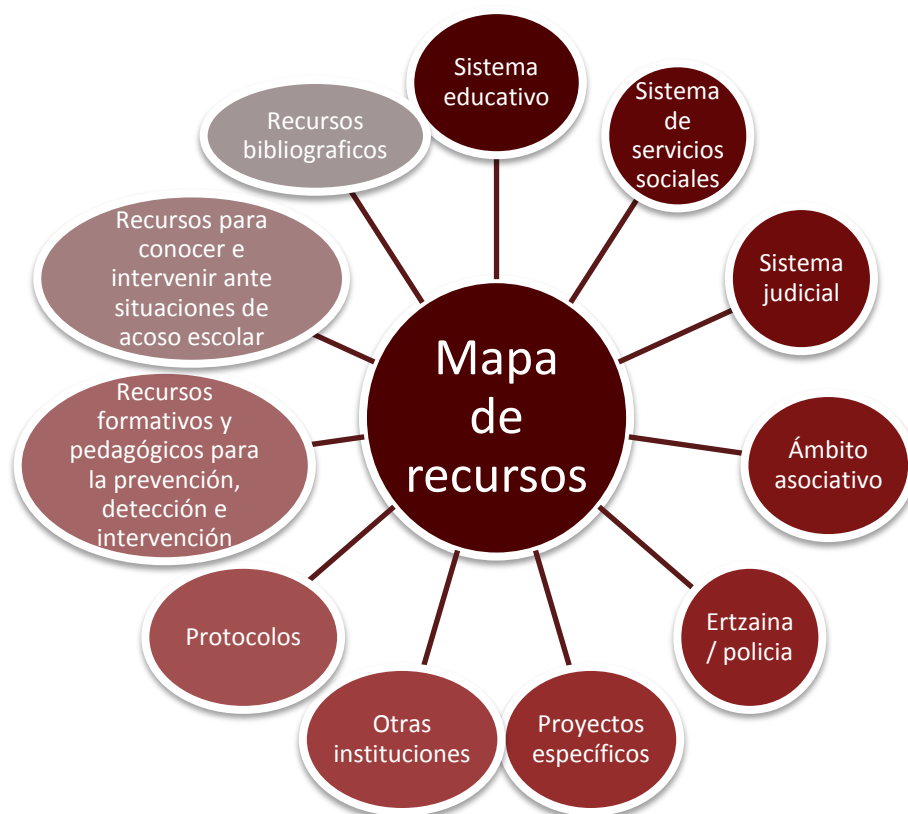 Sistema
educativo
Sistema
de
servicios
sociales
Sistema
judicial
Ámbito
asociativo
Ertzaina
/ policia
Proyectos
específicos
Otras
instituciones
Protocolos
Recursos
formativos y
pedagógicos para
la prevención,
detección e
intervención
Recursos para
conocer e
intervenir ante
situaciones de
acoso escolar
Recursos
bibliograficos
Mapa
de
recursos